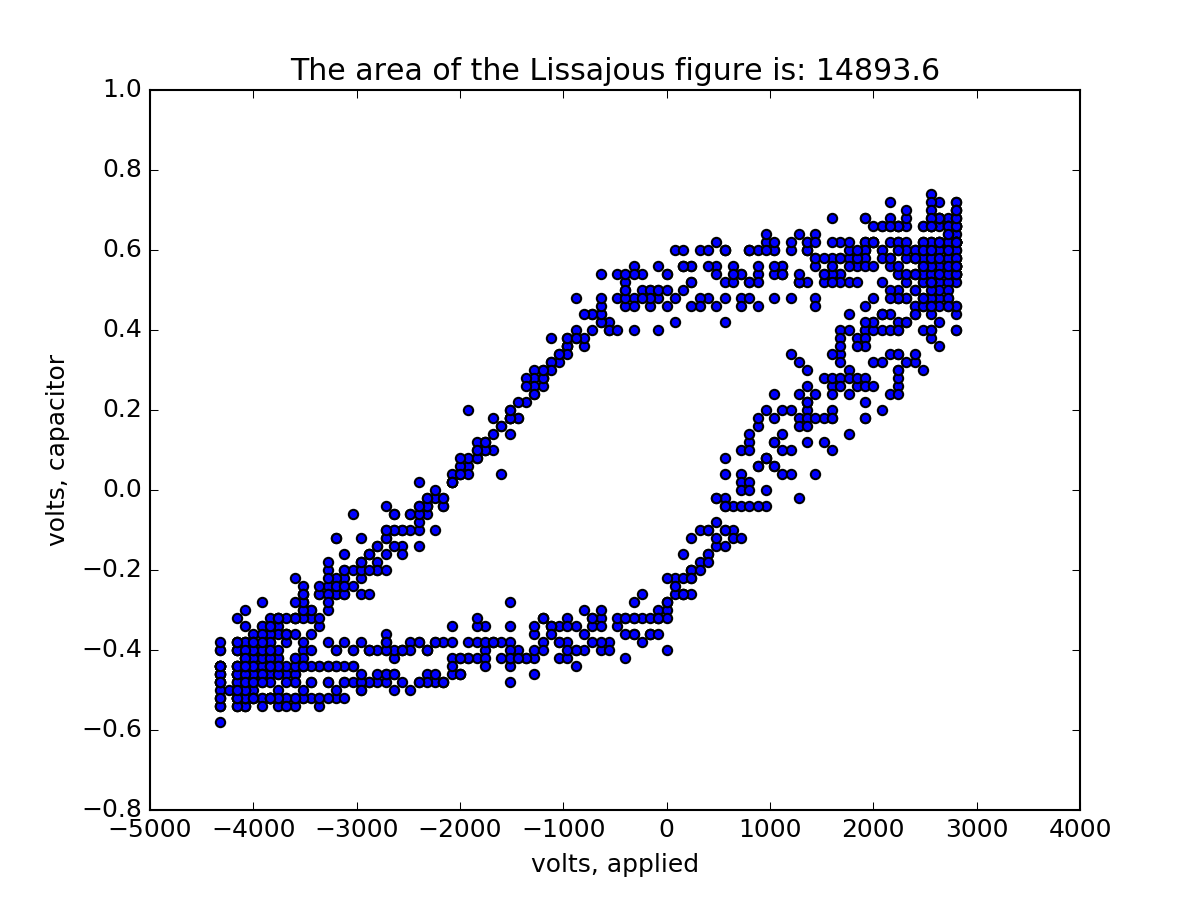 The area of the Lissajous figure is: 14893.6
1.0
0.8
0.6
0.4
0.2
0.0
−0.2
−0.4
−0.6
−0.8
volts, capacitor
−5000 −4000 −3000 −2000 −1000 0 1000 2000 3000 4000
volts, applied